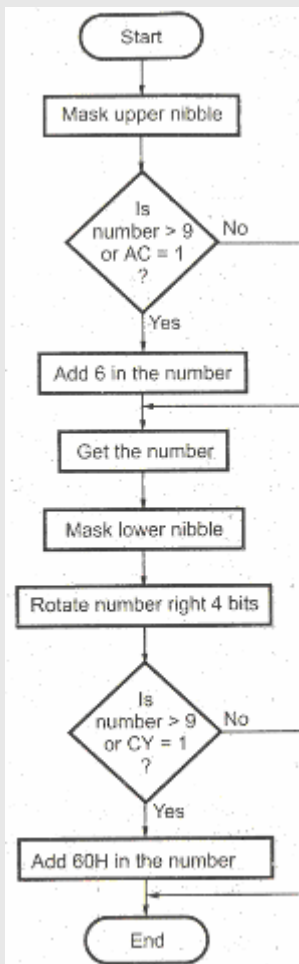 Start
Mask upper nibble
Is
number > 9
or AC = 1
?
No
Yes
Add 6 in the number
Get the number
Mask lower nibble
Rotate number right 4 bits
Is
number > 9
or CY = 1
?
No
Yes
Add 60H in the number
End